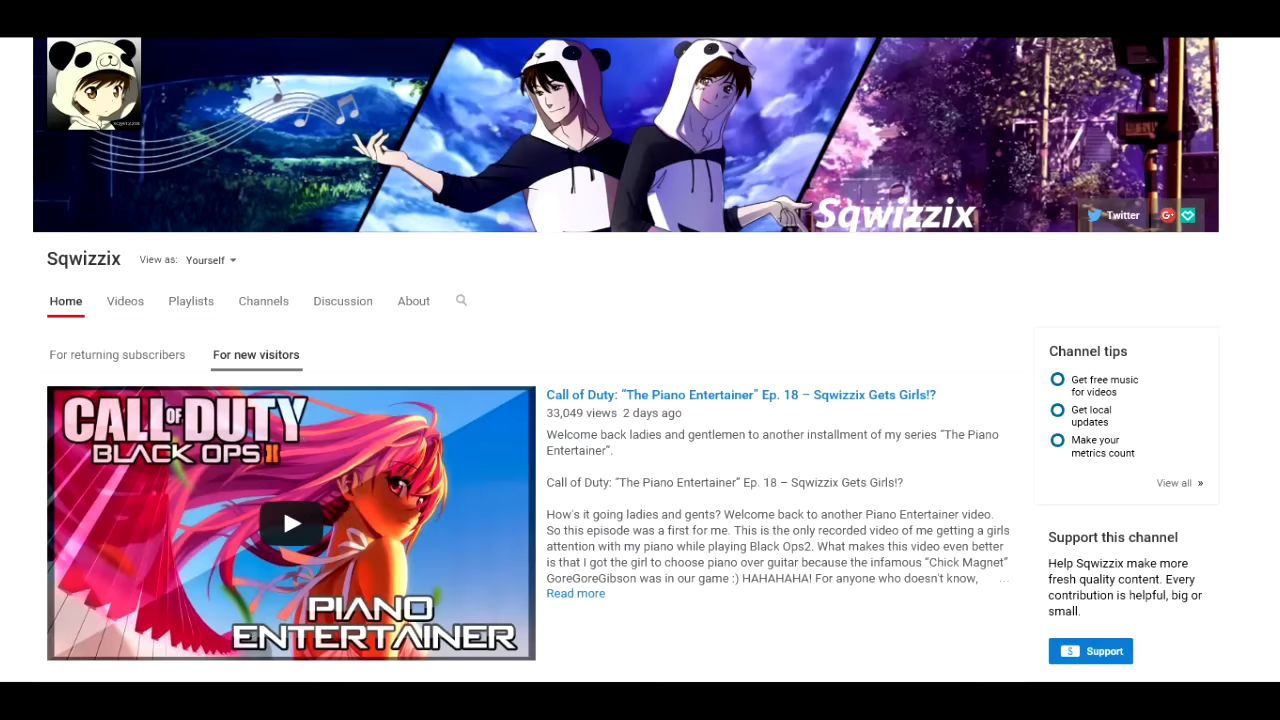 SQWIZZIX
Sqwizzix
Twitter
G+
Sqwizzix View as: Yourself
Home Videos Playlists Channels Discussion About
For returning subscribers For new visitors
CALL OF DUTY
BLACK OPS II
PIANO
ENTERTAINER
Call of Duty: “The Piano Entertainer” Ep. 18 – Sqwizzix Gets Girls!?
33,049 views 2 days ago
Welcome back ladies and gentlemen to another installment of my series “The Piano
Entertainer”.
Call of Duty: “The Piano Entertainer” Ep. 18 – Sqwizzix Gets Girls!?
How's it going ladies and gents? Welcome back to another Piano Entertainer video.
So this episode was a first for me. This is the only recorded video of me getting a girls
attention with my piano while playing Black Ops2. What makes this video even better
is that I got the girl to choose piano over guitar because the infamous “Chick Magnet”
GoreGoreGibson was in our game :) HAHAHAHA! For anyone who doesn't know, ...
Read more
Channel tips
Get free music
for videos
Get local
updates
Make your
metrics count
View all »
Support this channel
Help Sqwizzix make more
fresh quality content. Every
contribution is helpful, big or
small.
$ Support